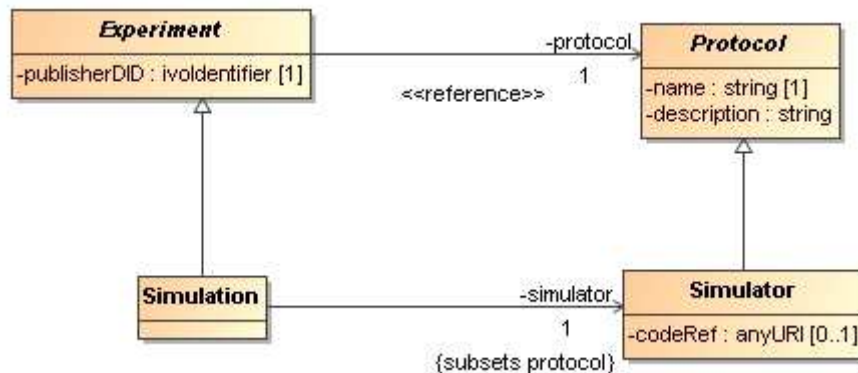 Experiment
-publisherDID : ivoIdentifier [1]
-protocol
1
<<reference>>
Protocol
-name : string [1]
-description : string
Simulation
-simulator
1
{subsets protocol}
Simulator
-codeRef : anyURI [0..1]